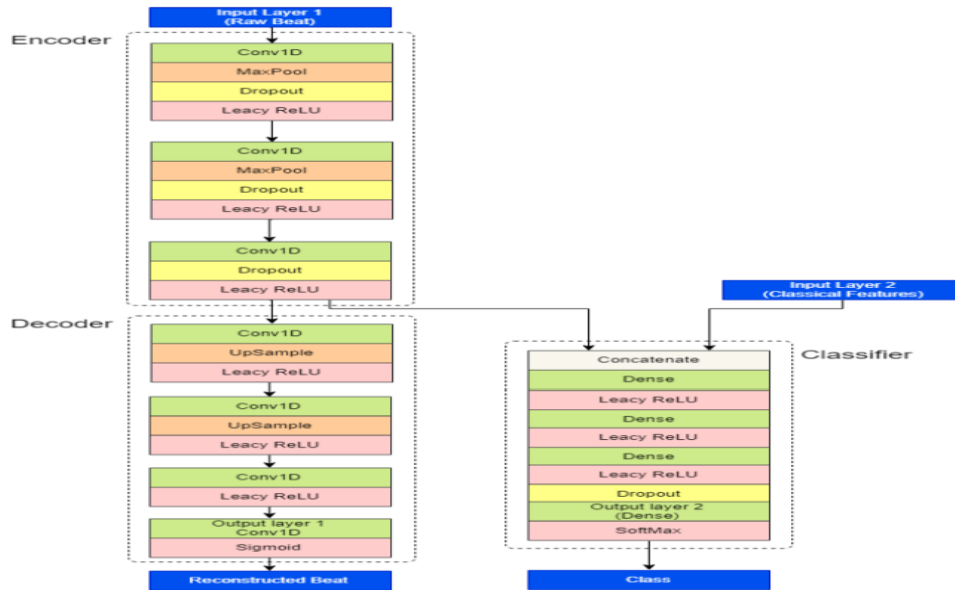 Input Layer 1
(Raw Beat)
Encoder
Conv1D
MaxPool
Dropout
Leacy ReLU
Conv1D
MaxPool
Dropout
Leacy ReLU
Conv1D
Dropout
Leacy ReLU
Decoder
Conv1D
UpSample
Leacy ReLU
Conv1D
UpSample
Leacy ReLU
Conv1D
Leacy ReLU
Output layer 1
Conv1D
Sigmoid
Reconstructed Beat
Input Layer 2
(Classical Features)
Classifier
Concatenate
Dense
Leacy ReLU
Dense
Leacy ReLU
Dense
Leacy ReLU
Dropout
Output layer 2
(Dense)
SoftMax
Class